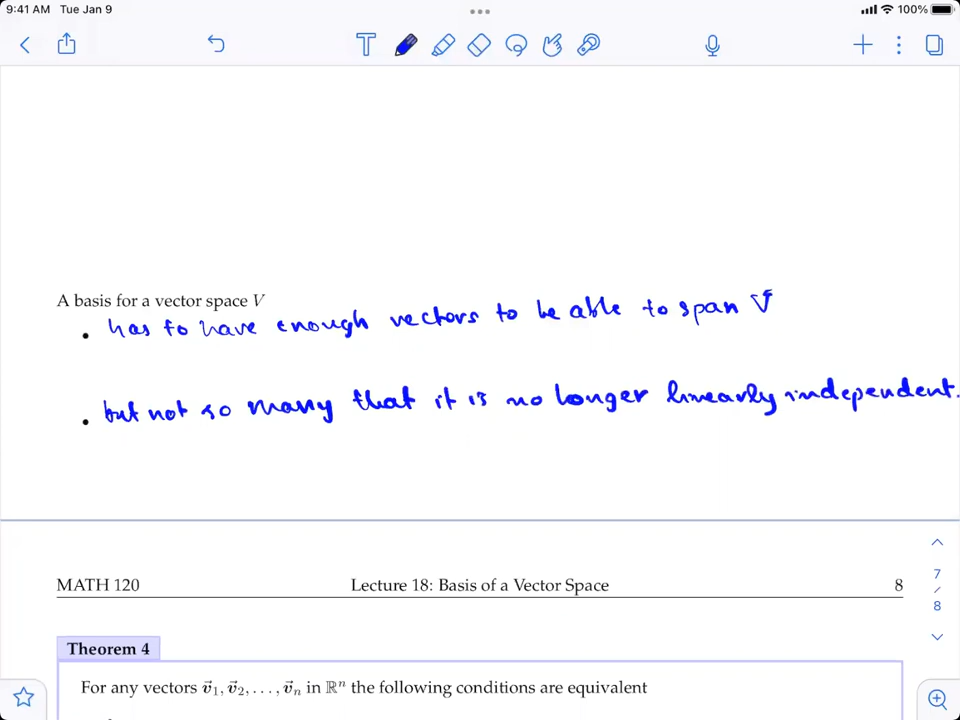 9:41 AM Tue Jan 9
100%
A basis for a vector space V
• has to have enough vectors to be able to span V
• but not so many that it is no longer linearly independent.
7
/
8
MATH 120 Lecture 18: Basis of a Vector Space 8
Theorem 4
For any vectors v⃗₁, v⃗₂, . . . , v⃗ₙ in ℝⁿ the following conditions are equivalent